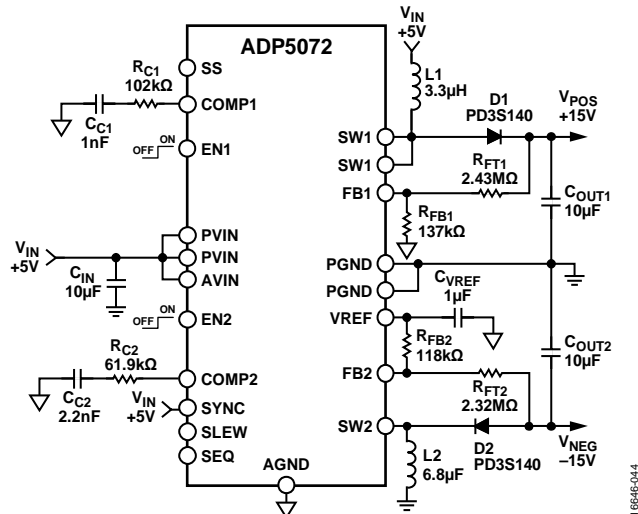 V_IN
+5V
ADP5072
R_C1
102kΩ
C_C1
1nF
SS
COMP1
OFF ON
EN1
L1
3.3µH
D1
PD3S140
V_POS
+15V
SW1
SW1
R_FT1
2.43MΩ
FB1
R_FB1
137kΩ
C_OUT1
10µF
V_IN
+5V
C_IN
10µF
PVIN
PVIN
AVIN
PGND
PGND
C_VREF
1µF
VREF
OFF ON
EN2
R_C2
61.9kΩ
C_C2
2.2nF
COMP2
R_FB2
118kΩ
FB2
R_FT2
2.32MΩ
C_OUT2
10µF
V_IN
+5V
SYNC
SLEW
SEQ
SW2
D2
PD3S140
V_NEG
–15V
L2
6.8µF
AGND
16646-044